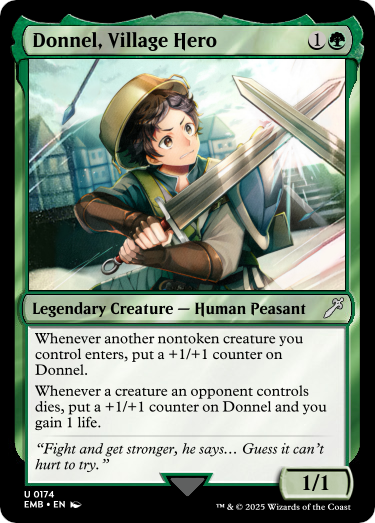 Donnel, Village Hero 1
Legendary Creature — Human Peasant
Whenever another nontoken creature you
control enters, put a +1/+1 counter on
Donnel.
Whenever a creature an opponent controls
dies, put a +1/+1 counter on Donnel and you
gain 1 life.
“Fight and get stronger, he says… Guess it can’t
hurt to try.”
1/1
U 0174
EMB • EN
™ & © 2025 Wizards of the Coast